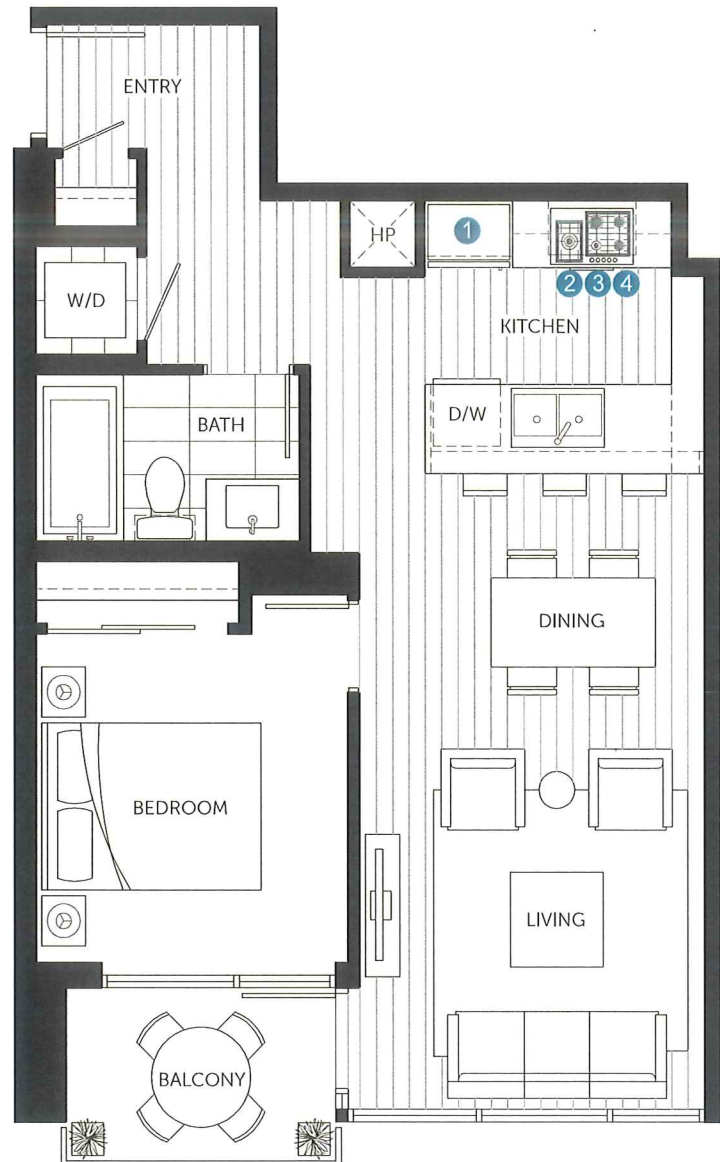 ENTRY
HP
1
W/D
2 3 4
KITCHEN
D/W
BATH
DINING
BEDROOM
LIVING
BALCONY